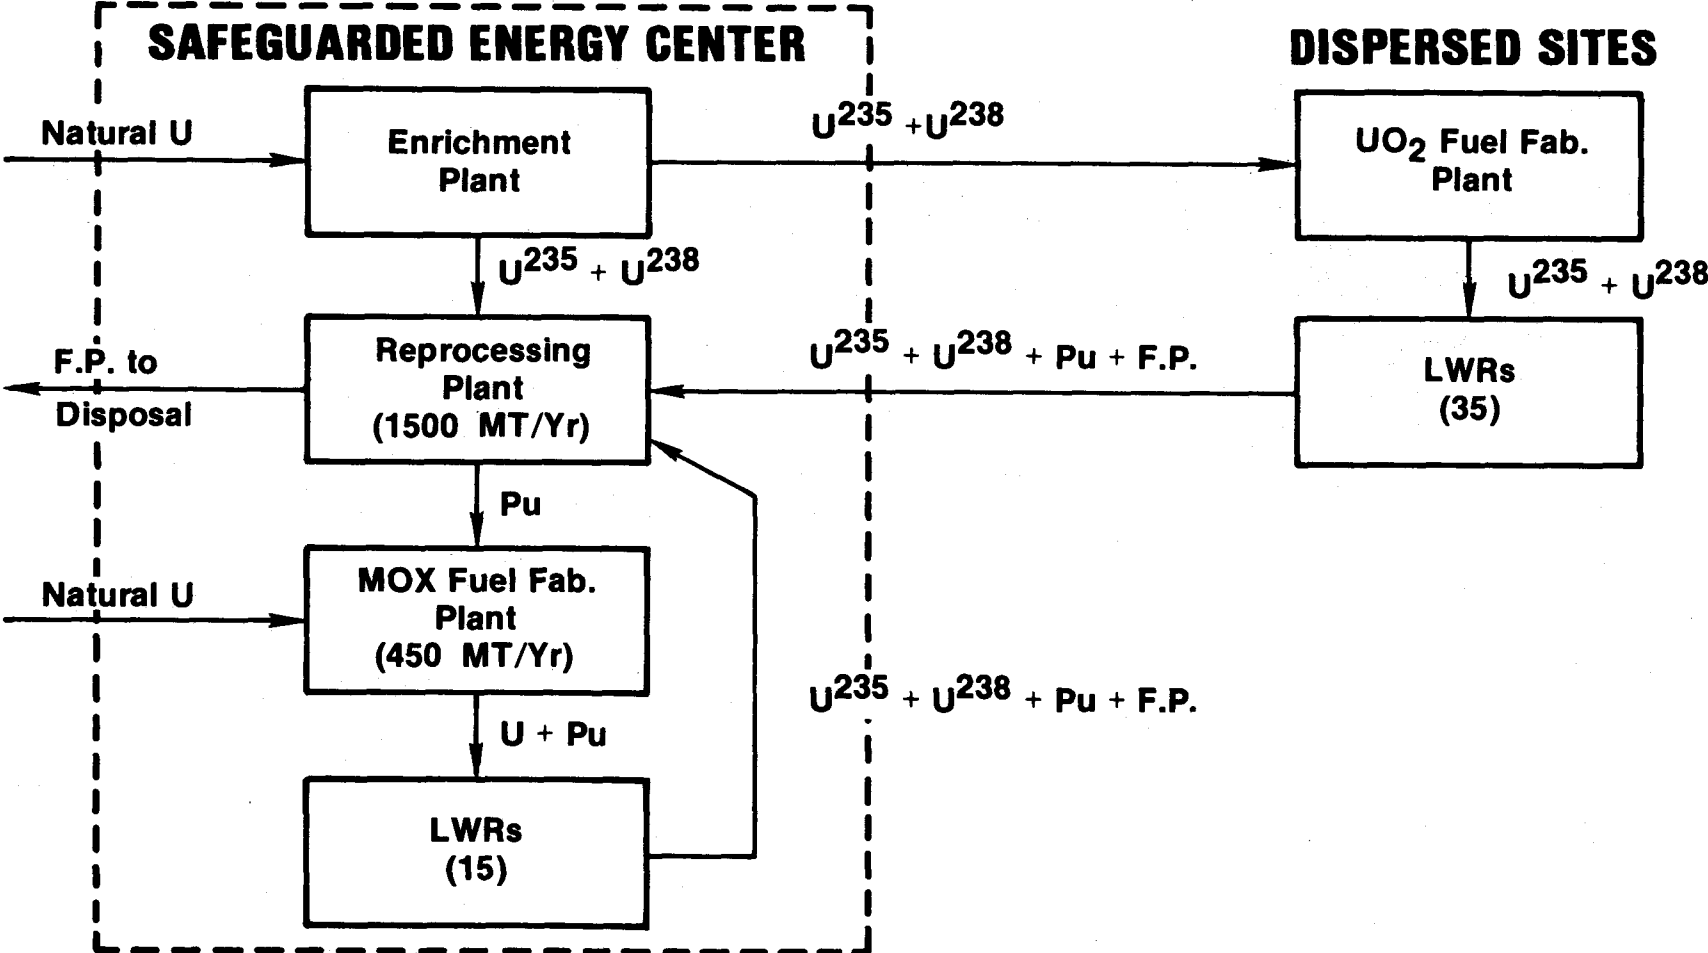 SAFEGUARDED ENERGY CENTER
DISPERSED SITES
Natural U
Enrichment
Plant
U²³⁵ + U²³⁸
UO₂ Fuel Fab.
Plant
U²³⁵ + U²³⁸
U²³⁵ + U²³⁸
F.P. to
Disposal
Reprocessing
Plant
(1500 MT/Yr)
U²³⁵ + U²³⁸ + Pu + F.P.
LWRs
(35)
Pu
Natural U
MOX Fuel Fab.
Plant
(450 MT/Yr)
U²³⁵ + U²³⁸ + Pu + F.P.
U + Pu
LWRs
(15)